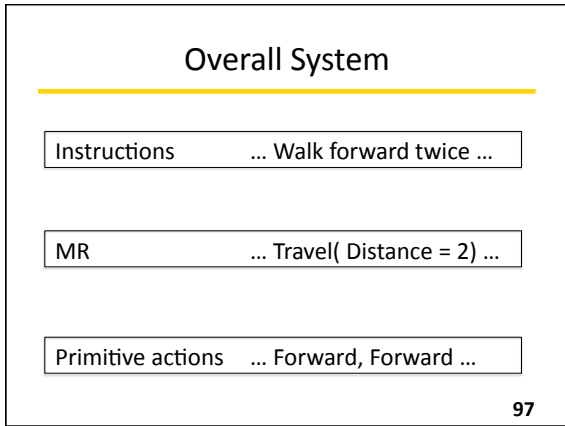 Overall System
Instructions … Walk forward twice …
MR … Travel( Distance = 2) …
Primitive actions … Forward, Forward …
97